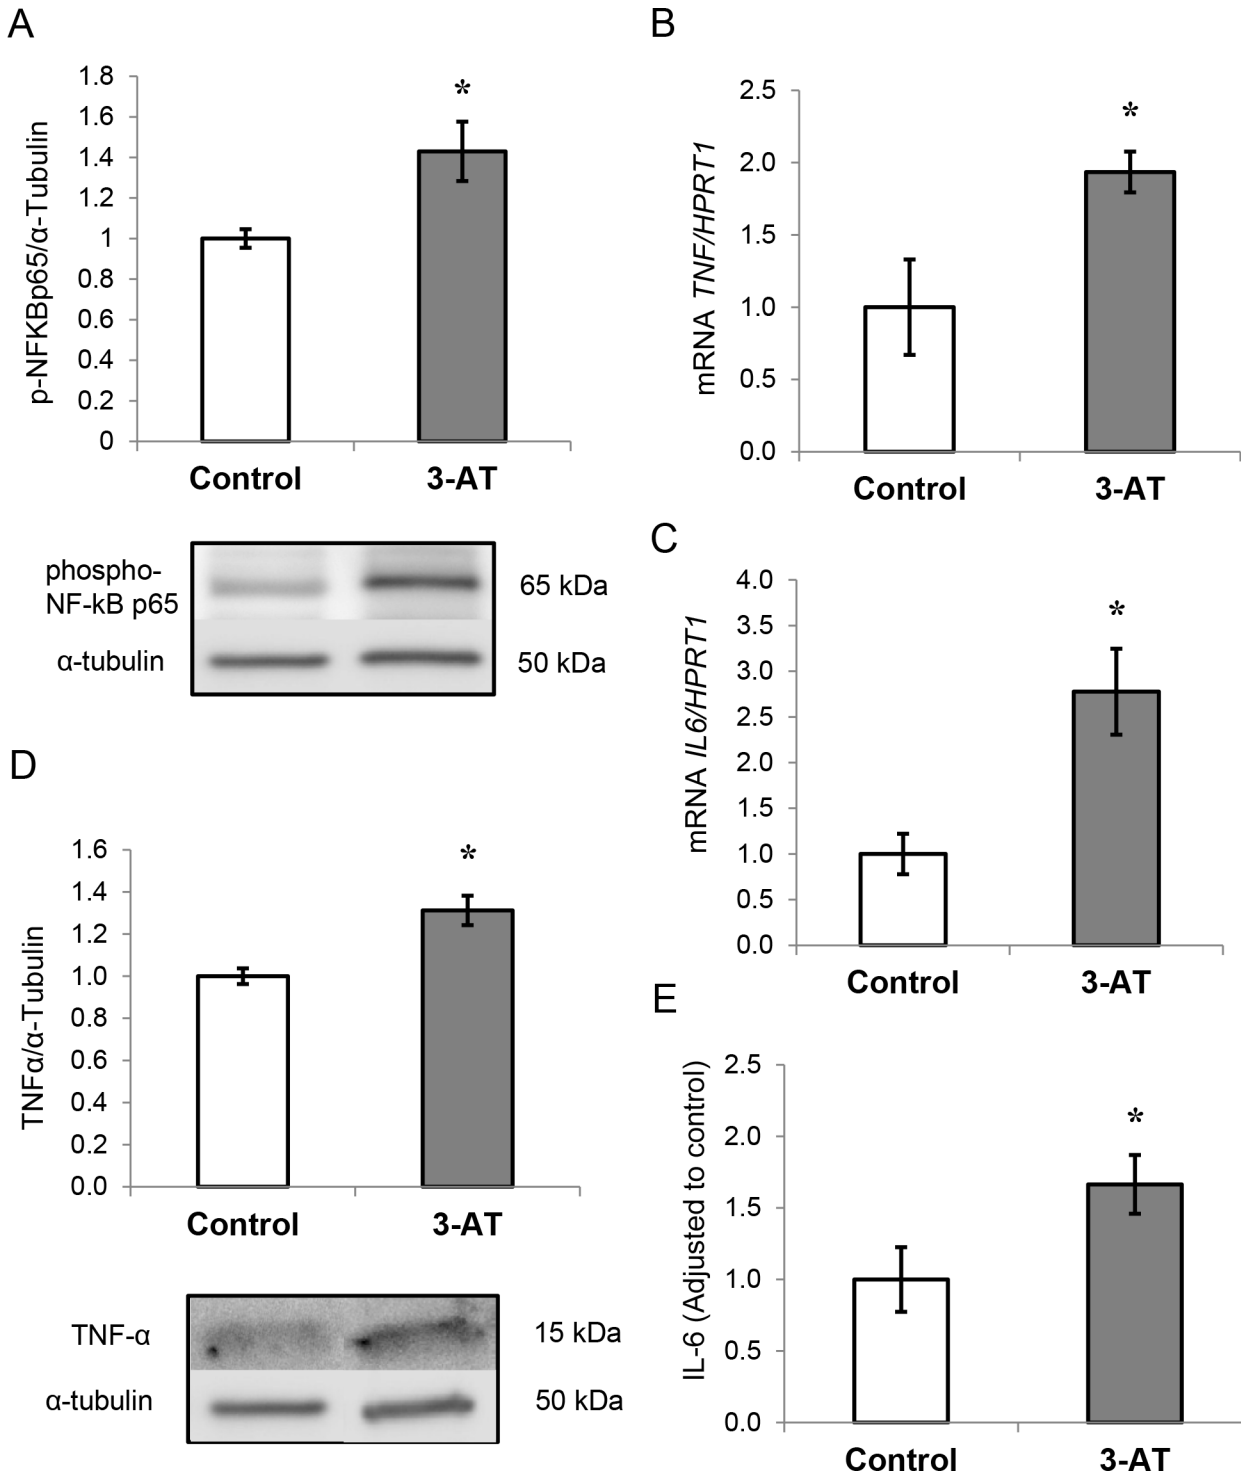 A
p-NFKBp65/α-Tubulin
1.8
1.6
1.4
1.2
1
0.8
0.6
0.4
0.2
0
*
Control 3-AT
phospho-
NF-kB p65
65 kDa
α-tubulin
50 kDa
B
mRNA TNF/HPRT1
2.5
2.0
1.5
1.0
0.5
0.0
*
Control 3-AT
C
mRNA IL6/HPRT1
4.0
3.5
3.0
2.5
2.0
1.5
1.0
0.5
0.0
*
Control 3-AT
D
TNFα/α-Tubulin
1.6
1.4
1.2
1.0
0.8
0.6
0.4
0.2
0.0
*
Control 3-AT
TNF-α
15 kDa
α-tubulin
50 kDa
E
IL-6 (Adjusted to control)
2.5
2.0
1.5
1.0
0.5
0.0
*
Control 3-AT